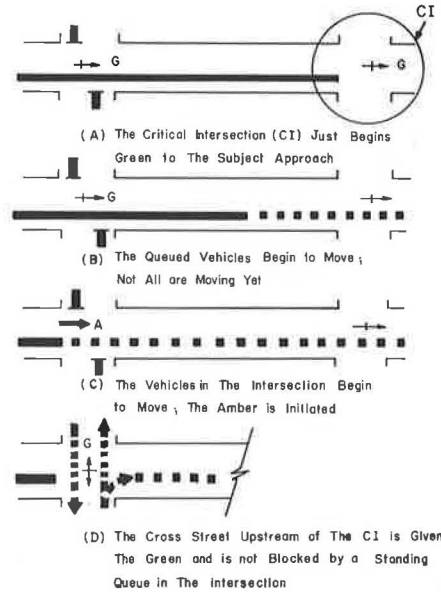 CI
G
G
(A) The Critical Intersection (CI) Just Begins
Green to The Subject Approach
G
(B) The Queued Vehicles Begin to Move;
Not All are Moving Yet
A
(C) The Vehicles in The Intersection Begin
to Move; The Amber is Initiated
G
(D) The Cross Street Upstream of The CI is Given
The Green and is not Blocked by a Standing
Queue in The intersection